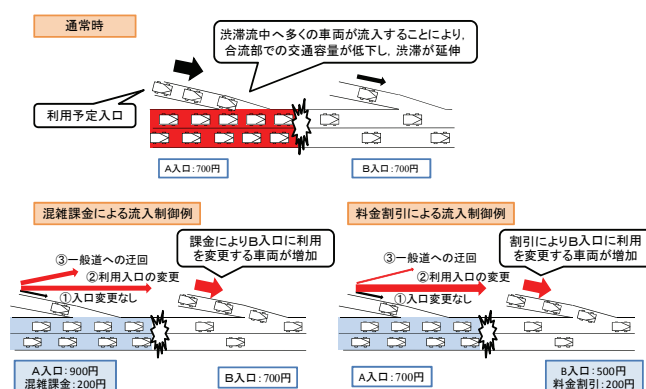 通常時
渋滞流中へ多くの車両が流入することにより,
合流部での交通容量が低下し, 渋滞が延伸
利用予定入口
A入口:700円
B入口:700円
混雑課金による流入制御例
③一般道への迂回
②利用入口の変更
①入口変更なし
課金によりB入口に利用
を変更する車両が増加
A入口:900円
混雑課金:200円
B入口:700円
料金割引による流入制御例
③一般道への迂回
②利用入口の変更
①入口変更なし
割引によりB入口に利用
を変更する車両が増加
A入口:700円
B入口:500円
料金割引:200円